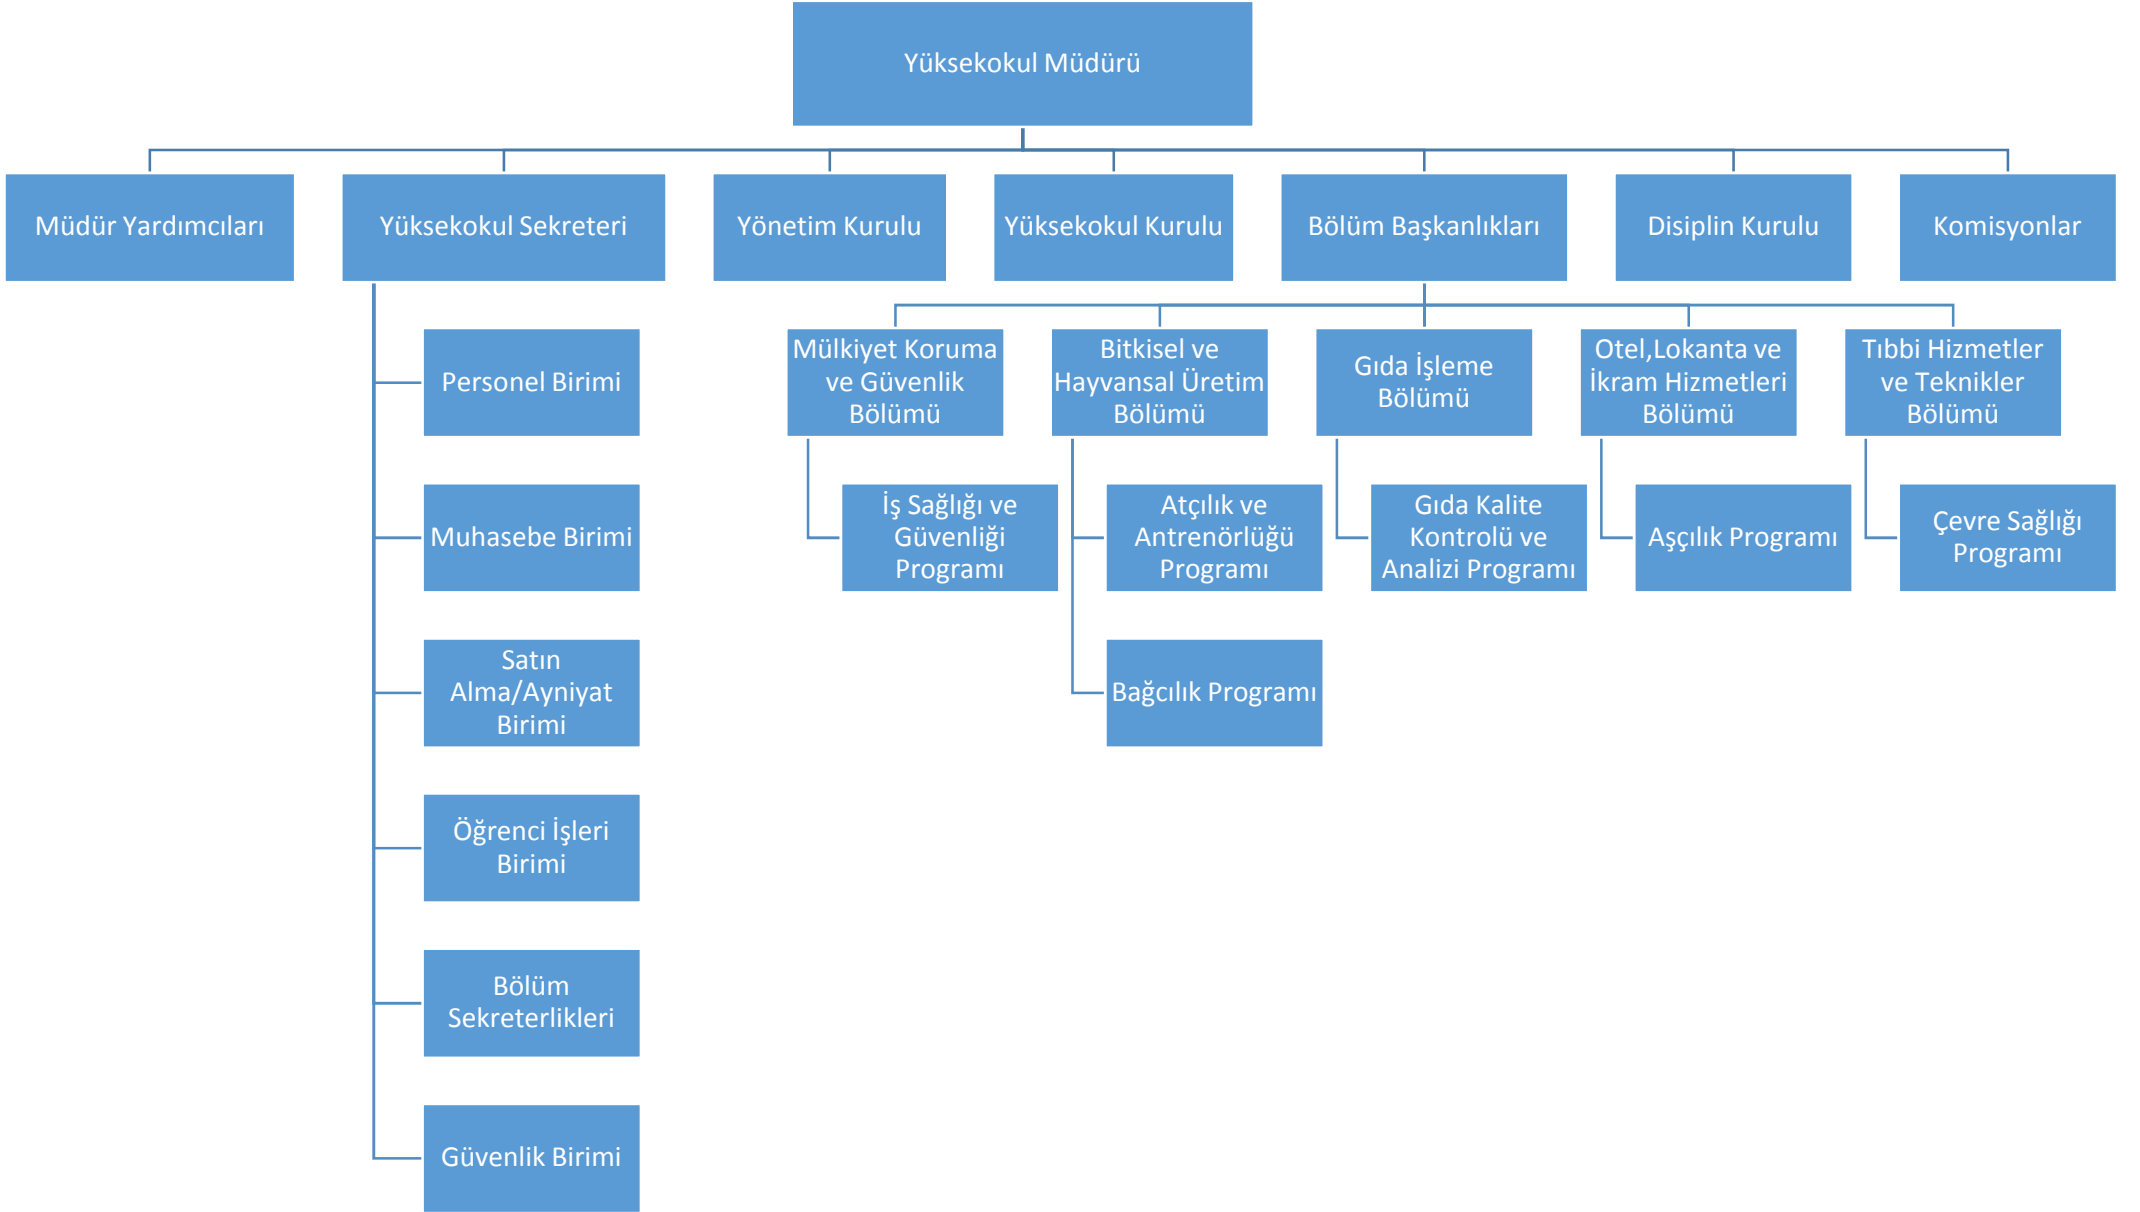 Yüksekokul Müdürü
Müdür Yardımcıları
Yüksekokul Sekreteri
Yönetim Kurulu
Yüksekokul Kurulu
Bölüm Başkanlıkları
Disiplin Kurulu
Komisyonlar
Personel Birimi
Muhasebe Birimi
Satın
Alma/Ayniyat
Birimi
Öğrenci İşleri
Birimi
Bölüm
Sekreterlikleri
Güvenlik Birimi
Mülkiyet Koruma
ve Güvenlik
Bölümü
İş Sağlığı ve
Güvenliği
Programı
Bitkisel ve
Hayvansal Üretim
Bölümü
Atçılık ve
Antrenörlüğü
Programı
Bağcılık Programı
Gıda İşleme
Bölümü
Gıda Kalite
Kontrolü ve
Analizi Programı
Otel,Lokanta ve
İkram Hizmetleri
Bölümü
Aşçılık Programı
Tıbbi Hizmetler
ve Teknikler
Bölümü
Çevre Sağlığı
Programı